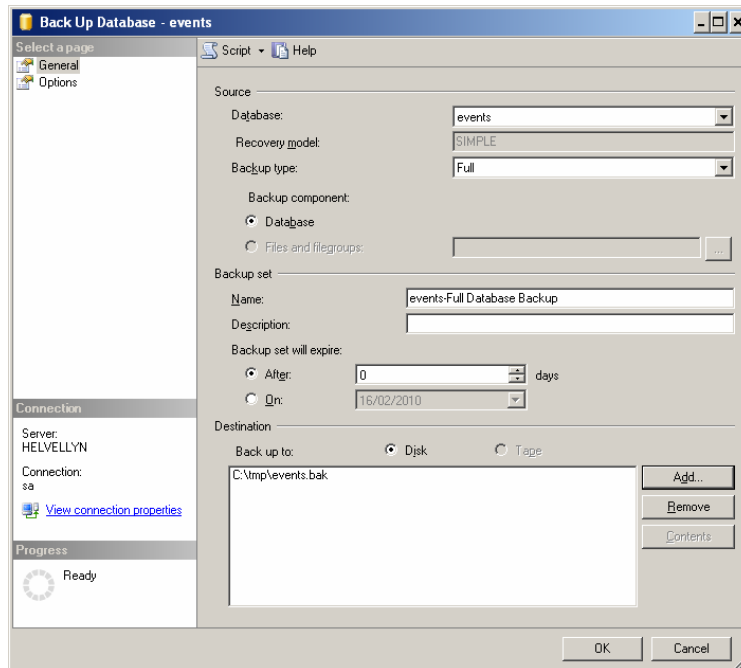 Back Up Database - events
Select a page
General
Options
Script
Help
Source
Database:
events
Recovery model:
SIMPLE
Backup type:
Full
Backup component:
Database
Files and filegroups:
...
Backup set
Name:
events-Full Database Backup
Description:
Backup set will expire:
After:
0
days
On:
16/02/2010
Destination
Back up to:
Disk
Tape
C:\tmp\events.bak
Add...
Remove
Contents
Connection
Server:
HELVELLYN
Connection:
sa
View connection properties
Progress
Ready
OK
Cancel